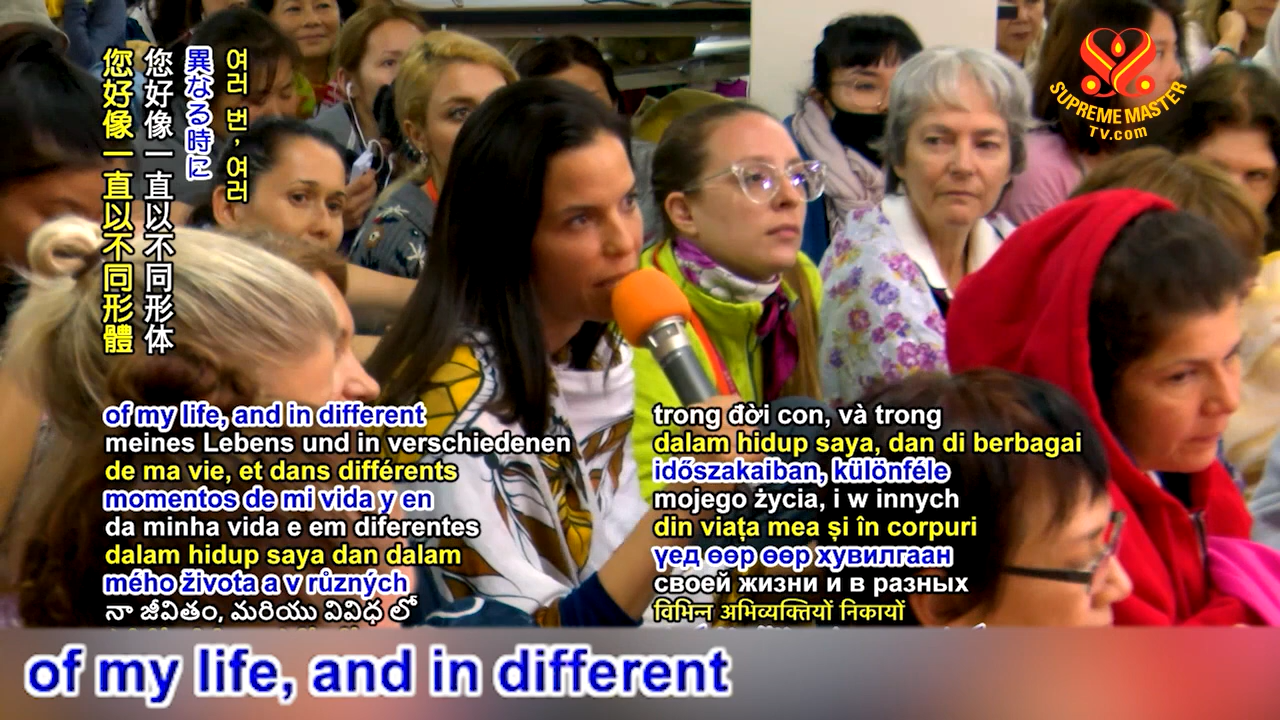 여러 번, 여러
異なる時に
您好像一直以不同形体
您好像一直以不同形體
SUPREME MASTER
TV.com
of my life, and in different
meines Lebens und in verschiedenen
de ma vie, et dans différents
momentos de mi vida y en
da minha vida e em diferentes
dalam hidup saya dan dalam
mého života a v různých
నా జీవితం, మరియు వివిధ లో
trong đời con, và trong
dalam hidup saya, dan di berbagai
időszakaiban, különféle
mojego życia, i w innych
din viața mea și în corpuri
үед өөр өөр хувилгаан
своей жизни и в разных
विभिन्न अभिव्यक्तियों निकायों
of my life, and in different